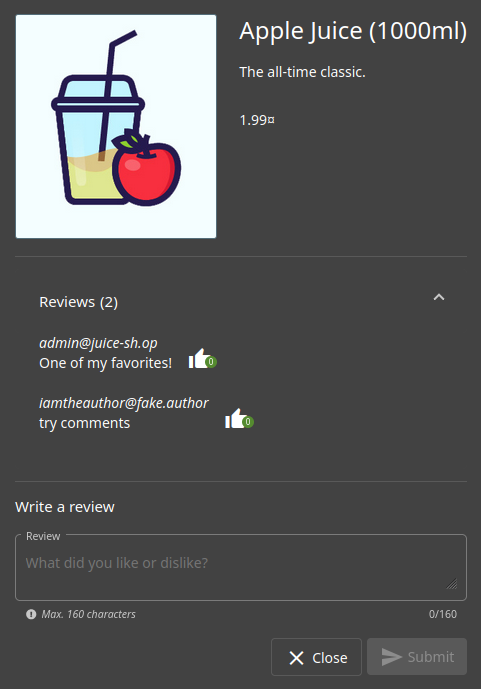 Apple Juice (1000ml)
The all-time classic.
1.99¤
Reviews (2)
admin@juice-sh.op
One of my favorites!
0
iamtheauthor@fake.author
try comments
0
Write a review
Review
What did you like or dislike?
Max. 160 characters
0/160
Close
Submit